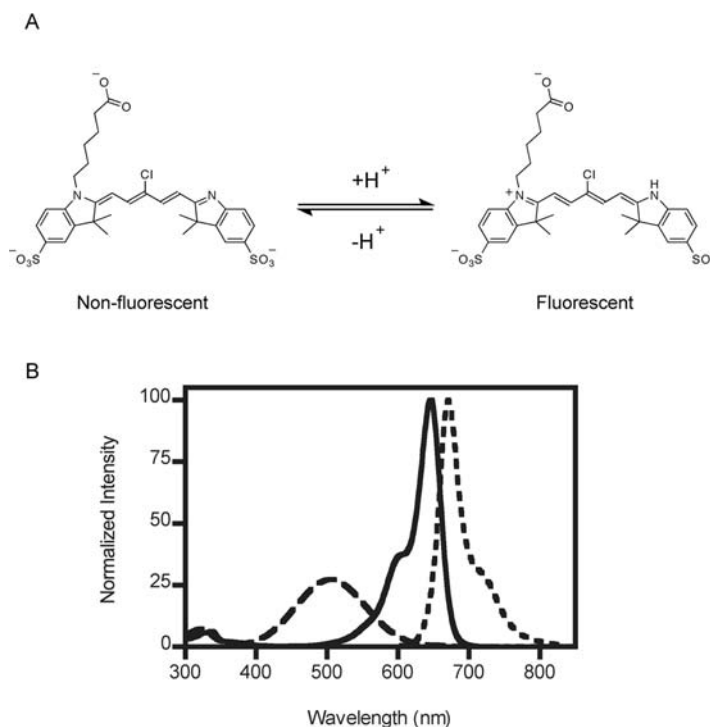 A
⁻O O
⁻O O
Cl
+H⁺
Cl
N N
-H⁺
N⁺ H N
⁻O₃S SO₃⁻
⁻O₃S SO
Non-fluorescent
Fluorescent
B
100
75
50
25
0
Normalized Intensity
300 400 500 600 700 800
Wavelength (nm)